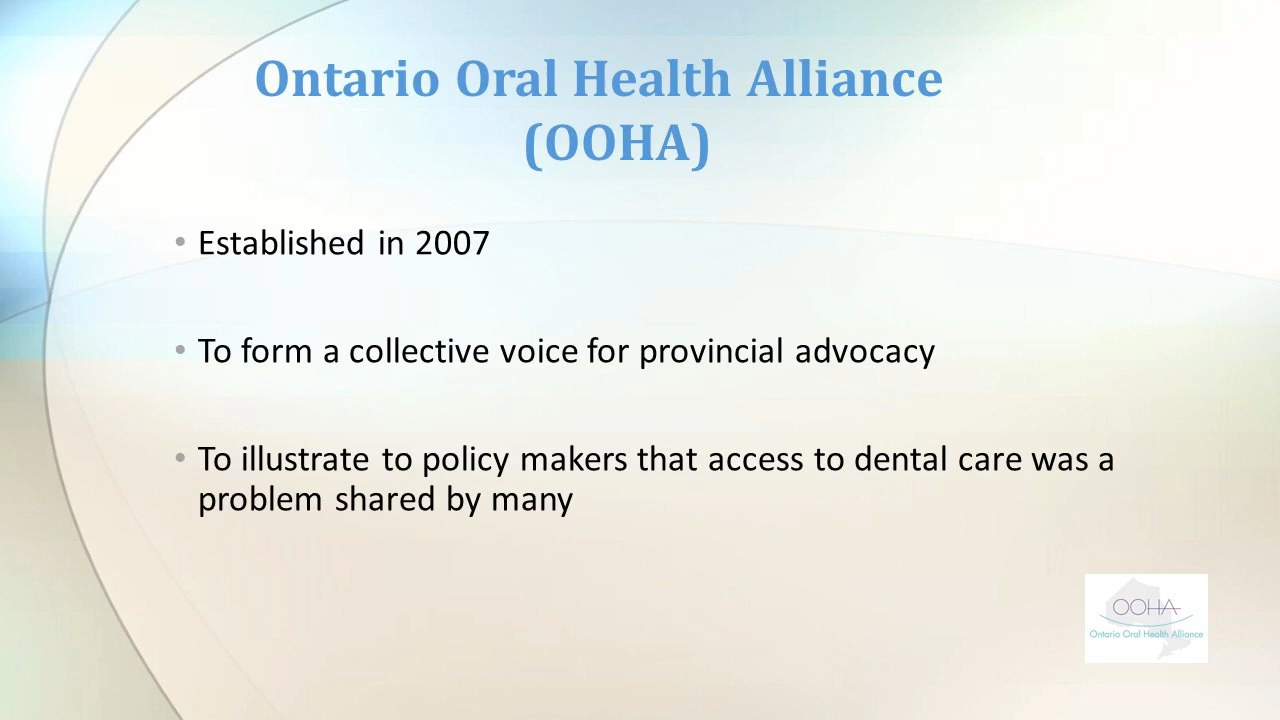 Ontario Oral Health Alliance
(OOHA)
• Established in 2007
• To form a collective voice for provincial advocacy
• To illustrate to policy makers that access to dental care was a
problem shared by many
OOHA
Ontario Oral Health Alliance